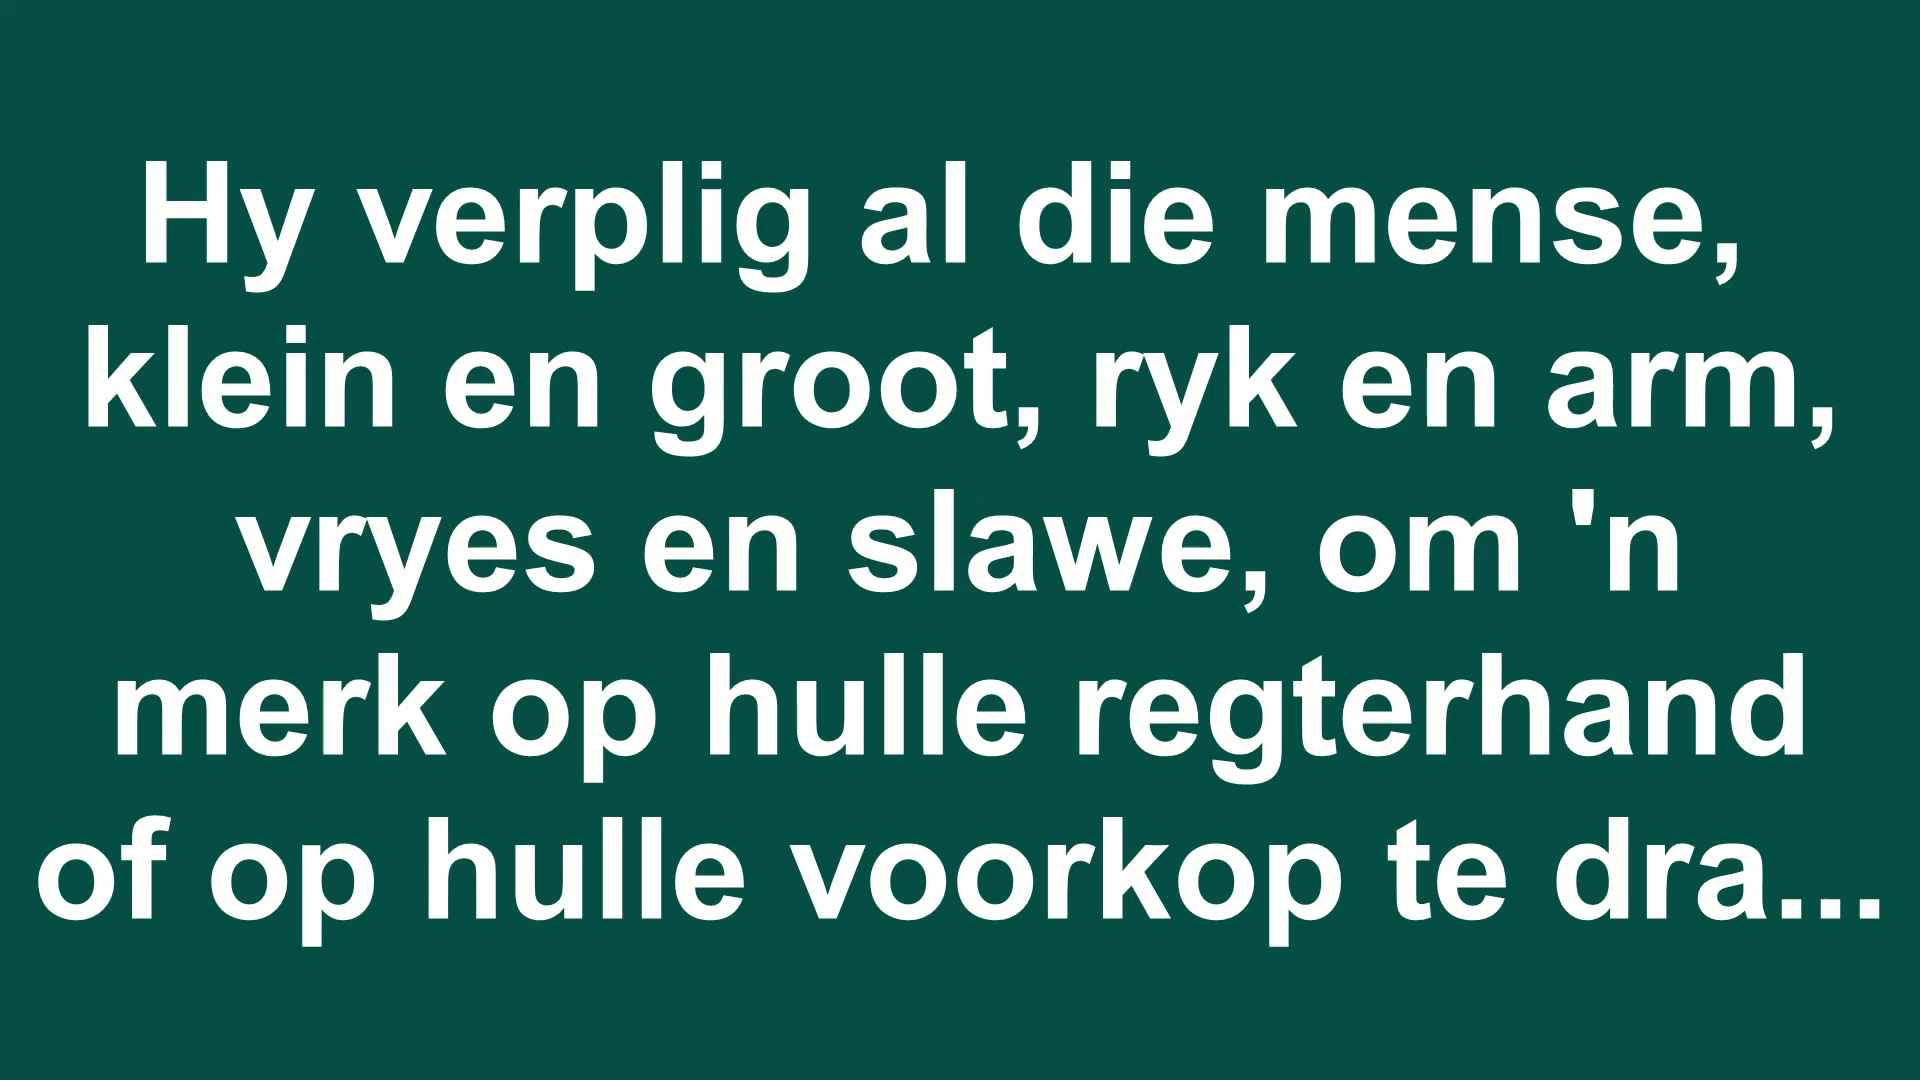 Hy verplig al die mense,
klein en groot, ryk en arm,
vryes en slawe, om 'n
merk op hulle regterhand
of op hulle voorkop te dra...